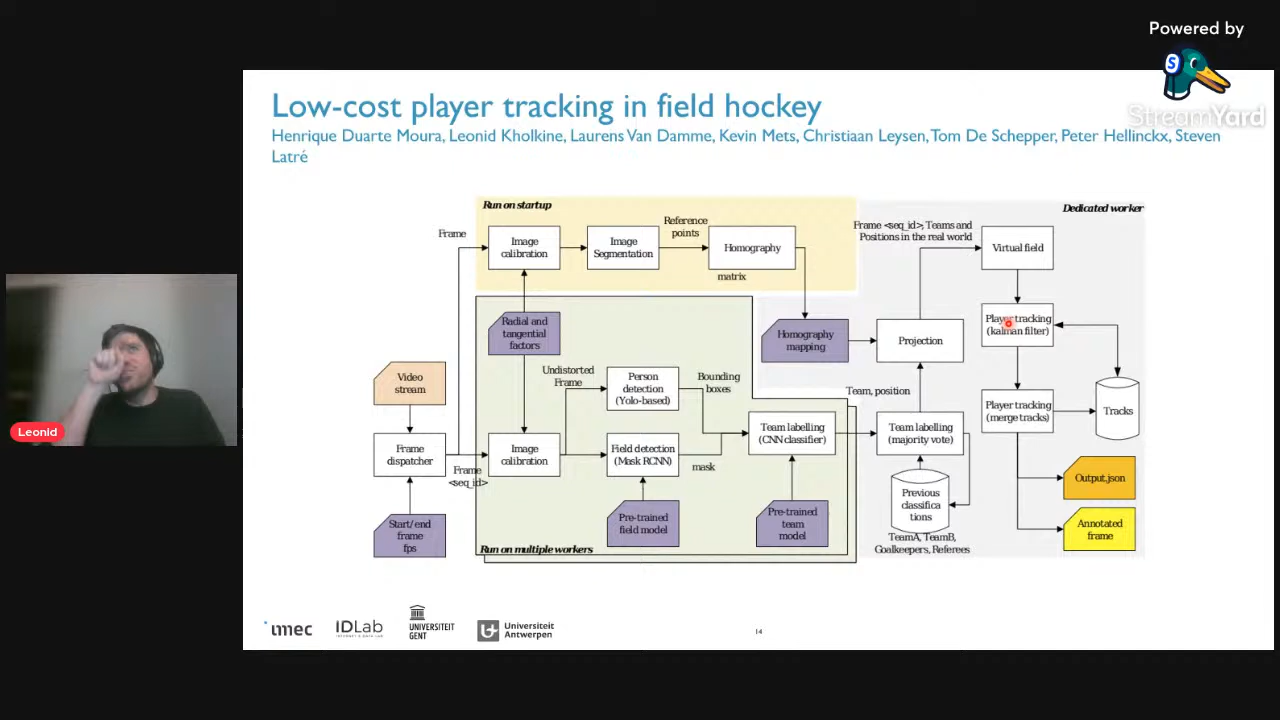 Powered by
S
StreamYard
Low-cost player tracking in field hockey
Henrique Duarte Moura, Leonid Kholkine, Laurens Van Damme, Kevin Mets, Christiaan Leysen, Tom De Schepper, Peter Hellinckx, Steven
Latré
Run on startup
Dedicated worker
Frame
Image
calibration
Image
Segmentation
Reference
points
Homography
matrix
Frame <seq_id>, Teams and
Positions in the real world
Virtual field
Radial and
tangential
factors
Homography
mapping
Projection
Player tracking
(kalman filter)
Video
stream
Undistorted
Frame
Person
detection
(Yolo-based)
Bounding
boxes
Team, position
Player tracking
(merge tracks)
Tracks
Frame
dispatcher
Frame
<seq_id>
Image
calibration
Field detection
(Mask RCNN)
mask
Team labelling
(CNN classifier)
Team labelling
(majority vote)
Output.json
Start/end
frame
fps
Pre-trained
field model
Pre-trained
team
model
Previous
classifica
tions
Annotated
frame
Run on multiple workers
TeamA, TeamB,
Goalkeepers, Referees
Leonid
imec
IDLab
UNIVERSITEIT
GENT
Universiteit
Antwerpen
14